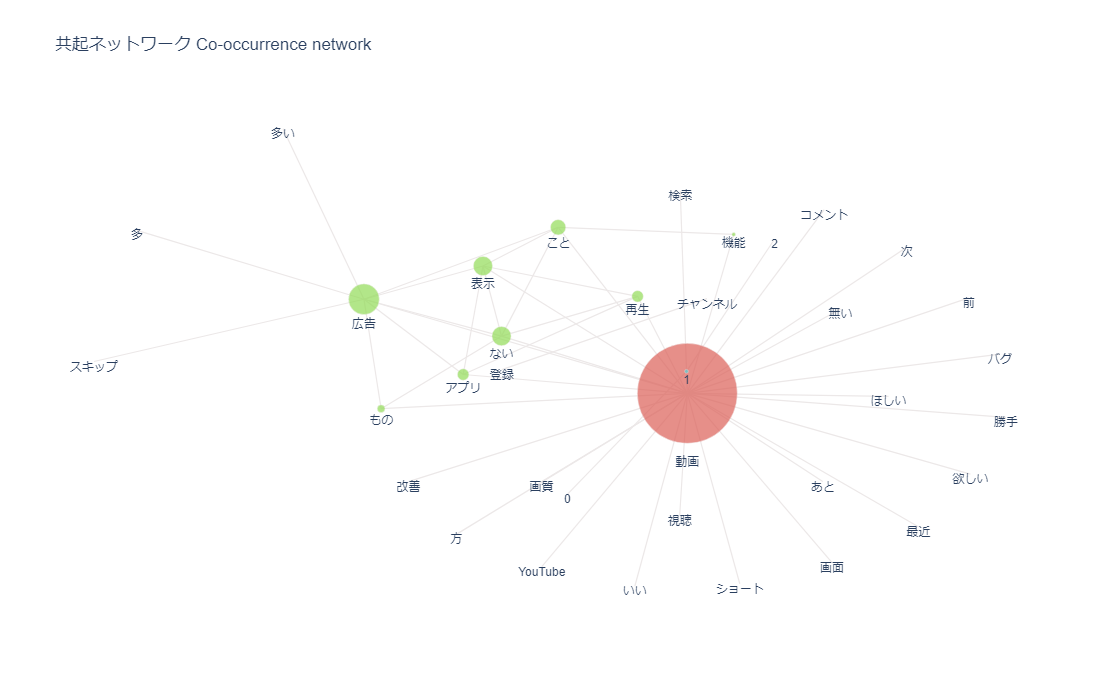 共起ネットワーク Co-occurrence network
多い
検索
コメント
多
こと
機能
2
次
表示
広告
再生
チャンネル
無い
前
ない
スキップ
アプリ
登録
1
バグ
もの
ほしい
勝手
動画
改善
画質
0
あと
欲しい
方
視聴
最近
YouTube
いい
ショート
画面